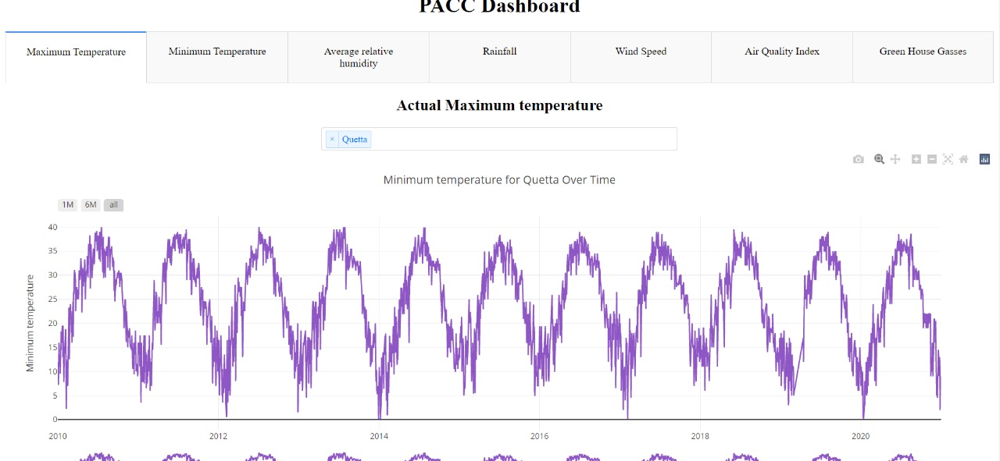 PACC Dashboard
Maximum Temperature
Minimum Temperature
Average relative
humidity
Rainfall
Wind Speed
Air Quality Index
Green House Gasses
Actual Maximum temperature
× Quetta
Minimum temperature for Quetta Over Time
1M 6M all
40
35
30
25
20
15
10
5
0
Minimum temperature
2010 2012 2014 2016 2018 2020